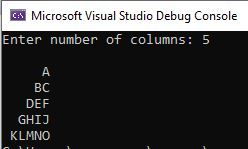 Microsoft Visual Studio Debug Console
Enter number of columns: 5
A
BC
DEF
GHIJ
KLMNO